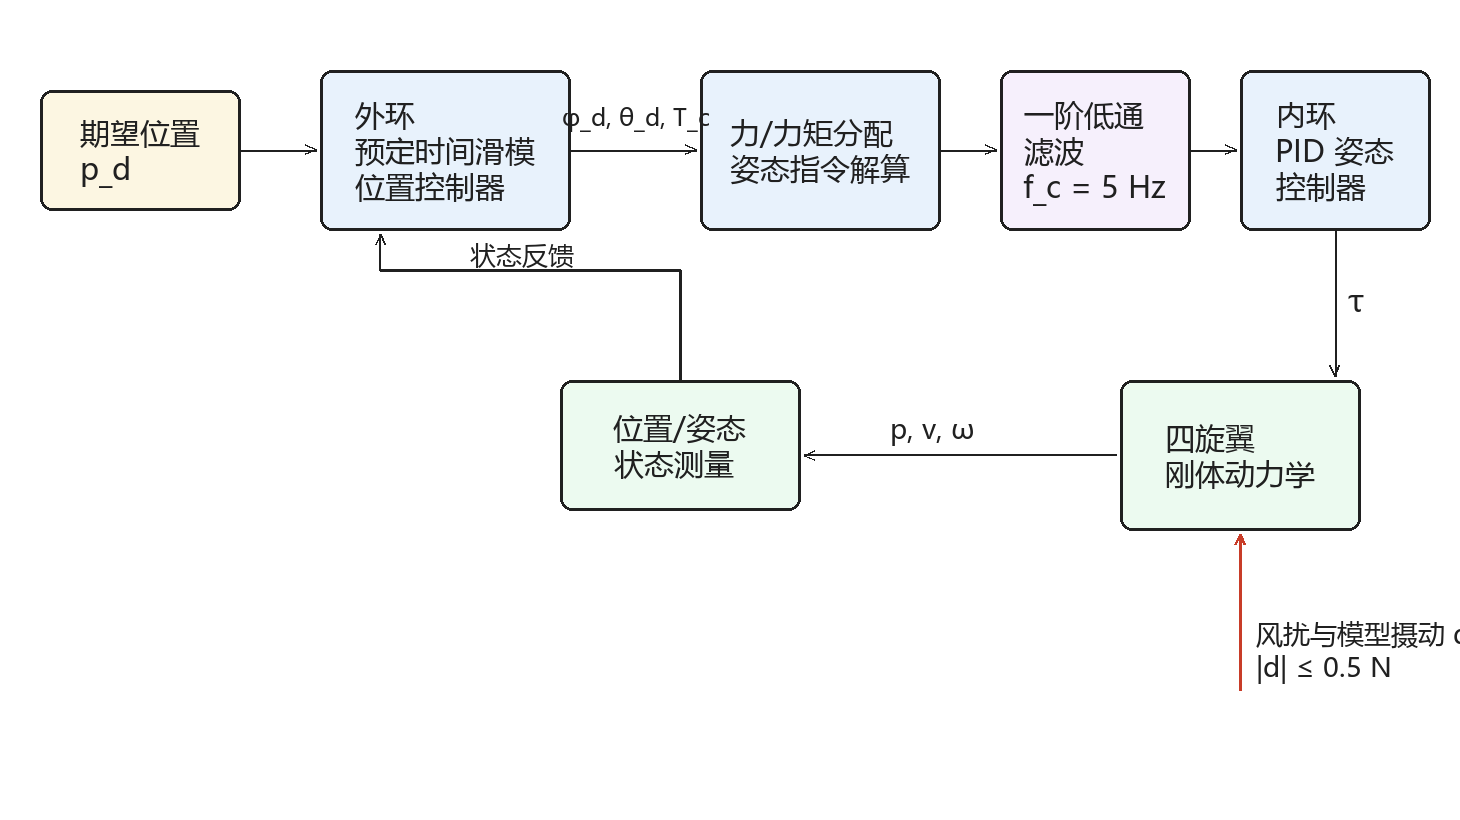 期望位置
p_d
外环
预定时间滑模
位置控制器
φ_d, θ_d, T_c
力/力矩分配
姿态指令解算
一阶低通
滤波
f_c = 5 Hz
内环
PID 姿态
控制器
状态反馈
τ
位置/姿态
状态测量
p, v, ω
四旋翼
刚体动力学
风扰与模型摄动
|d| ≤ 0.5 N